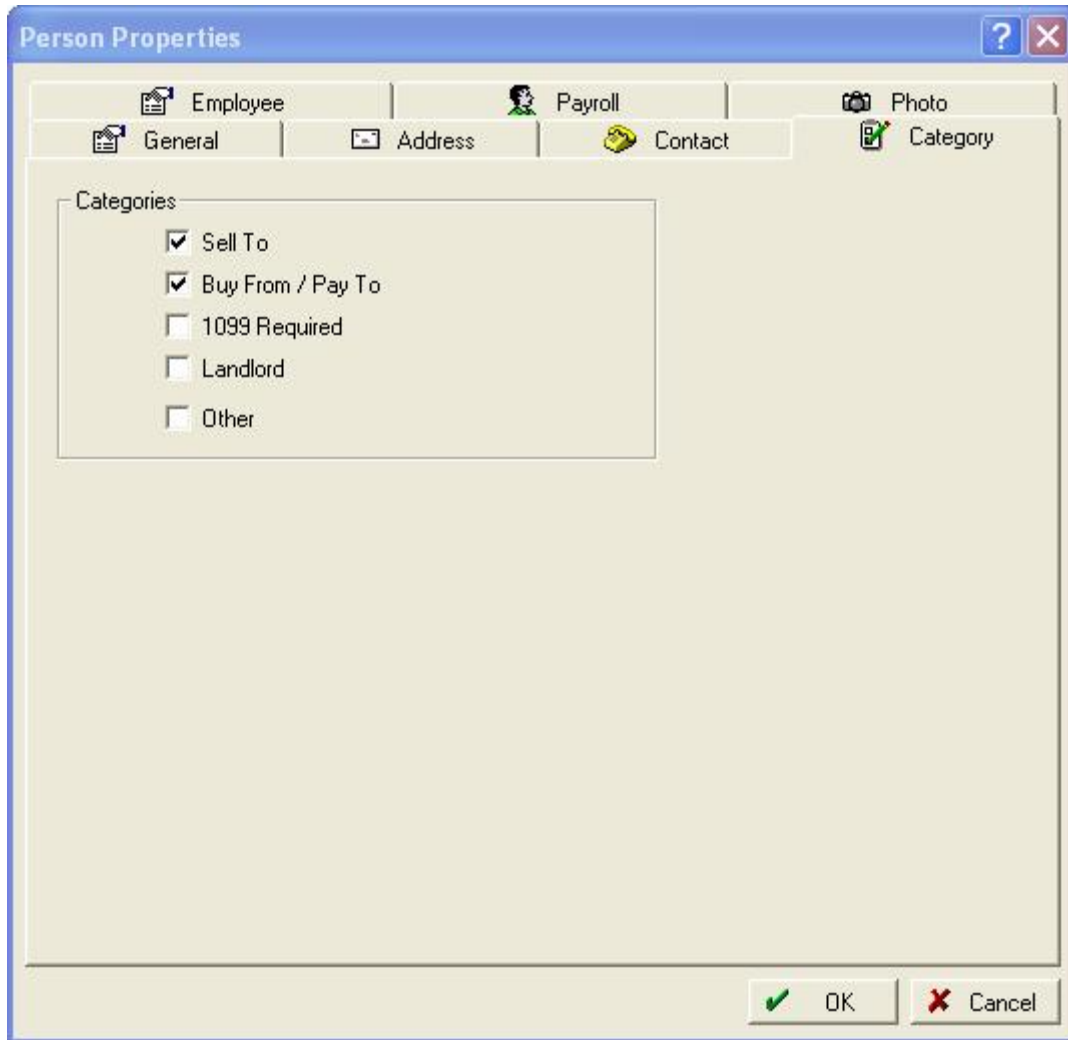 Person Properties
Employee Payroll Photo
General Address Contact Category
Categories
Sell To
Buy From / Pay To
1099 Required
Landlord
Other
OK Cancel